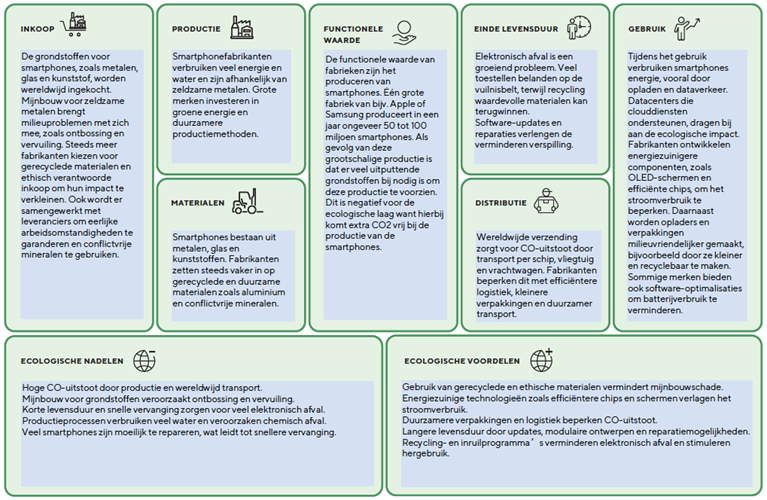 INKOOP
De grondstoffen voor
smartphones, zoals metalen,
glas en kunststof, worden
wereldwijd ingekocht.
Mijnbouw voor zeldzame
metalen brengt
milieuproblemen met zich
mee, zoals ontbossing en
vervuiling. Steeds meer
fabrikanten kiezen voor
gerecyclede materialen en
ethisch verantwoorde
inkoop om hun impact te
verkleinen. Ook wordt er
samengewerkt met
leveranciers om eerlijke
arbeidsomstandigheden te
garanderen en conflictvrije
mineralen te gebruiken.
PRODUCTIE
Smartphonefabrikanten
verbruiken veel energie en
water en zijn afhankelijk van
zeldzame metalen. Grote
merken investeren in
groene energie en
duurzamere
productiemethoden.
MATERIALEN
Smartphones bestaan uit
metalen, glas en
kunststoffen. Fabrikanten
zetten steeds vaker in op
gerecyclede en duurzame
materialen zoals aluminium
en conflictvrije mineralen.
FUNCTIONELE
WAARDE
De functionele waarde van
fabrieken zijn het
produceren van
smartphones. Één grote
fabriek van bijv. Apple of
Samsung produceert in een
jaar ongeveer 50 tot 100
miljoen smartphones. Als
gevolg van deze
grootschalige productie is
dat er veel uitputtende
grondstoffen bij nodig is om
deze productie te voorzien.
Dit is negatief voor de
ecologische laag want hierbij
komt extra CO2 vrij bij de
productie van de
smartphones.
EINDE LEVENSDUUR
Elektronisch afval is een
groeiend probleem. Veel
toestellen belanden op de
vuilnisbelt, terwijl recycling
waardevolle materialen kan
terugwinnen.
Software-updates en
reparaties verlengen de
verminderen verspilling.
DISTRIBUTIE
Wereldwijde verzending
zorgt voor CO-uitstoot door
transport per schip, vliegtuig
en vrachtwagen. Fabrikanten
beperken dit met efficiëntere
logistiek, kleinere
verpakkingen en duurzamer
transport.
GEBRUIK
Tijdens het gebruik
verbruiken smartphones
energie, vooral door
opladen en dataverkeer.
Datacenters die
clouddiensten
ondersteunen, dragen bij
aan de ecologische impact.
Fabrikanten ontwikkelen
energiezuinigere
componenten, zoals
OLED-schermen en
efficiënte chips, om het
stroomverbruik te
beperken. Daarnaast
worden opladers en
verpakkingen
milieuvriendelijker gemaakt,
bijvoorbeeld door ze kleiner
en recyclebaar te maken.
Sommige merken bieden
ook software-optimalisaties
om batterijverbruik te
verminderen.
ECOLOGISCHE NADELEN
Hoge CO-uitstoot door productie en wereldwijd transport.
Mijnbouw voor grondstoffen veroorzaakt ontbossing en vervuiling.
Korte levensduur en snelle vervanging zorgen voor veel elektronisch afval.
Productieprocessen verbruiken veel water en veroorzaken chemisch afval.
Veel smartphones zijn moeilijk te repareren, wat leidt tot snellere vervanging.
ECOLOGISCHE VOORDELEN
Gebruik van gerecyclede en ethische materialen vermindert mijnbouwschade.
Energiezuinige technologieën zoals efficiëntere chips en schermen verlagen het
stroomverbruik.
Duurzamere verpakkingen en logistiek beperken CO-uitstoot.
Langere levensduur door updates, modulaire ontwerpen en reparatiemogelijkheden.
Recycling- en inruilprogramma’s verminderen elektronisch afval en stimuleren
hergebruik.